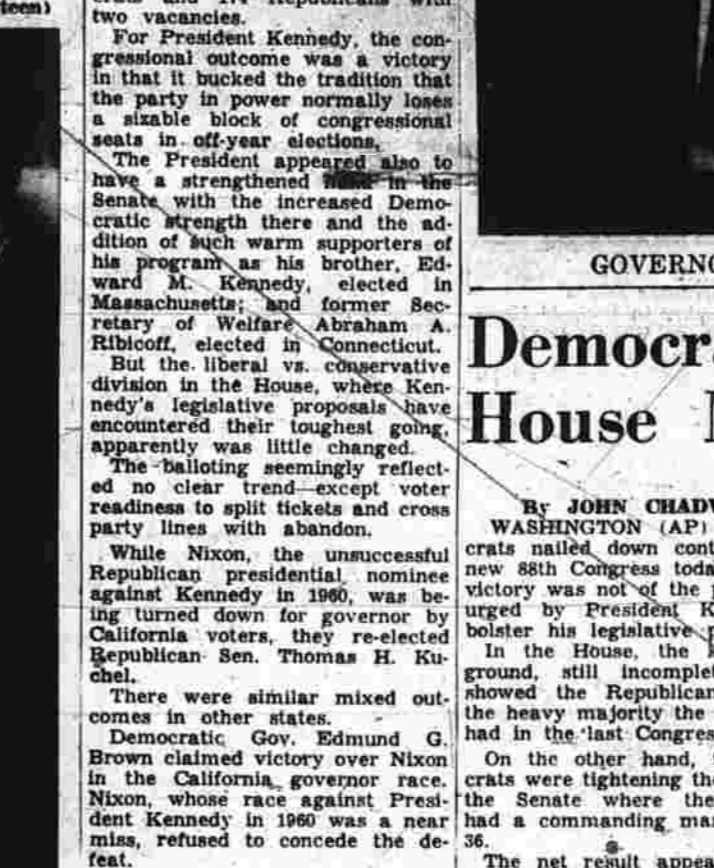 teen)
two vacancies.
For President Kennedy, the con-
gressional outcome was a victory
in that it bucked the tradition that
the party in power normally loses
a sizable block of congressional
seats in off-year elections.
The President appeared also to
have a strengthened in the
Senate with the increased Demo-
cratic strength there and the ad-
dition of such warm supporters of
his program as his brother, Ed-
ward M. Kennedy, elected in
Massachusetts; and former Sec-
retary of Welfare Abraham A.
Ribicoff, elected in Connecticut.
But the liberal vs. conservative
division in the House, where Ken-
nedy's legislative proposals have
encountered their toughest going,
apparently was little changed.
The balloting seemingly reflect-
ed no clear trend—except voter
readiness to split tickets and cross
party lines with abandon.
While Nixon, the unsuccessful
Republican presidential nominee
against Kennedy in 1960, was be-
ing turned down for governor by
California voters, they re-elected
Republican Sen. Thomas H. Ku-
chel.
There were similar mixed out-
comes in other states.
Democratic Gov. Edmund G.
Brown claimed victory over Nixon
in the California governor race.
Nixon, whose race against Presi-
dent Kennedy in 1960 was a near
miss, refused to concede the de-
feat.
GOVERNO
Democr
House
By JOHN CHADW
WASHINGTON (AP)
crats nailed down cont
new 88th Congress toda
victory was not of the
urged by President K
bolster his legislative
In the House, the
ground, still incomplet
showed the Republican
the heavy majority the
had in the last Congres
On the other hand,
crats were tightening the
the Senate where the
had a commanding ma
36.
The net result appea